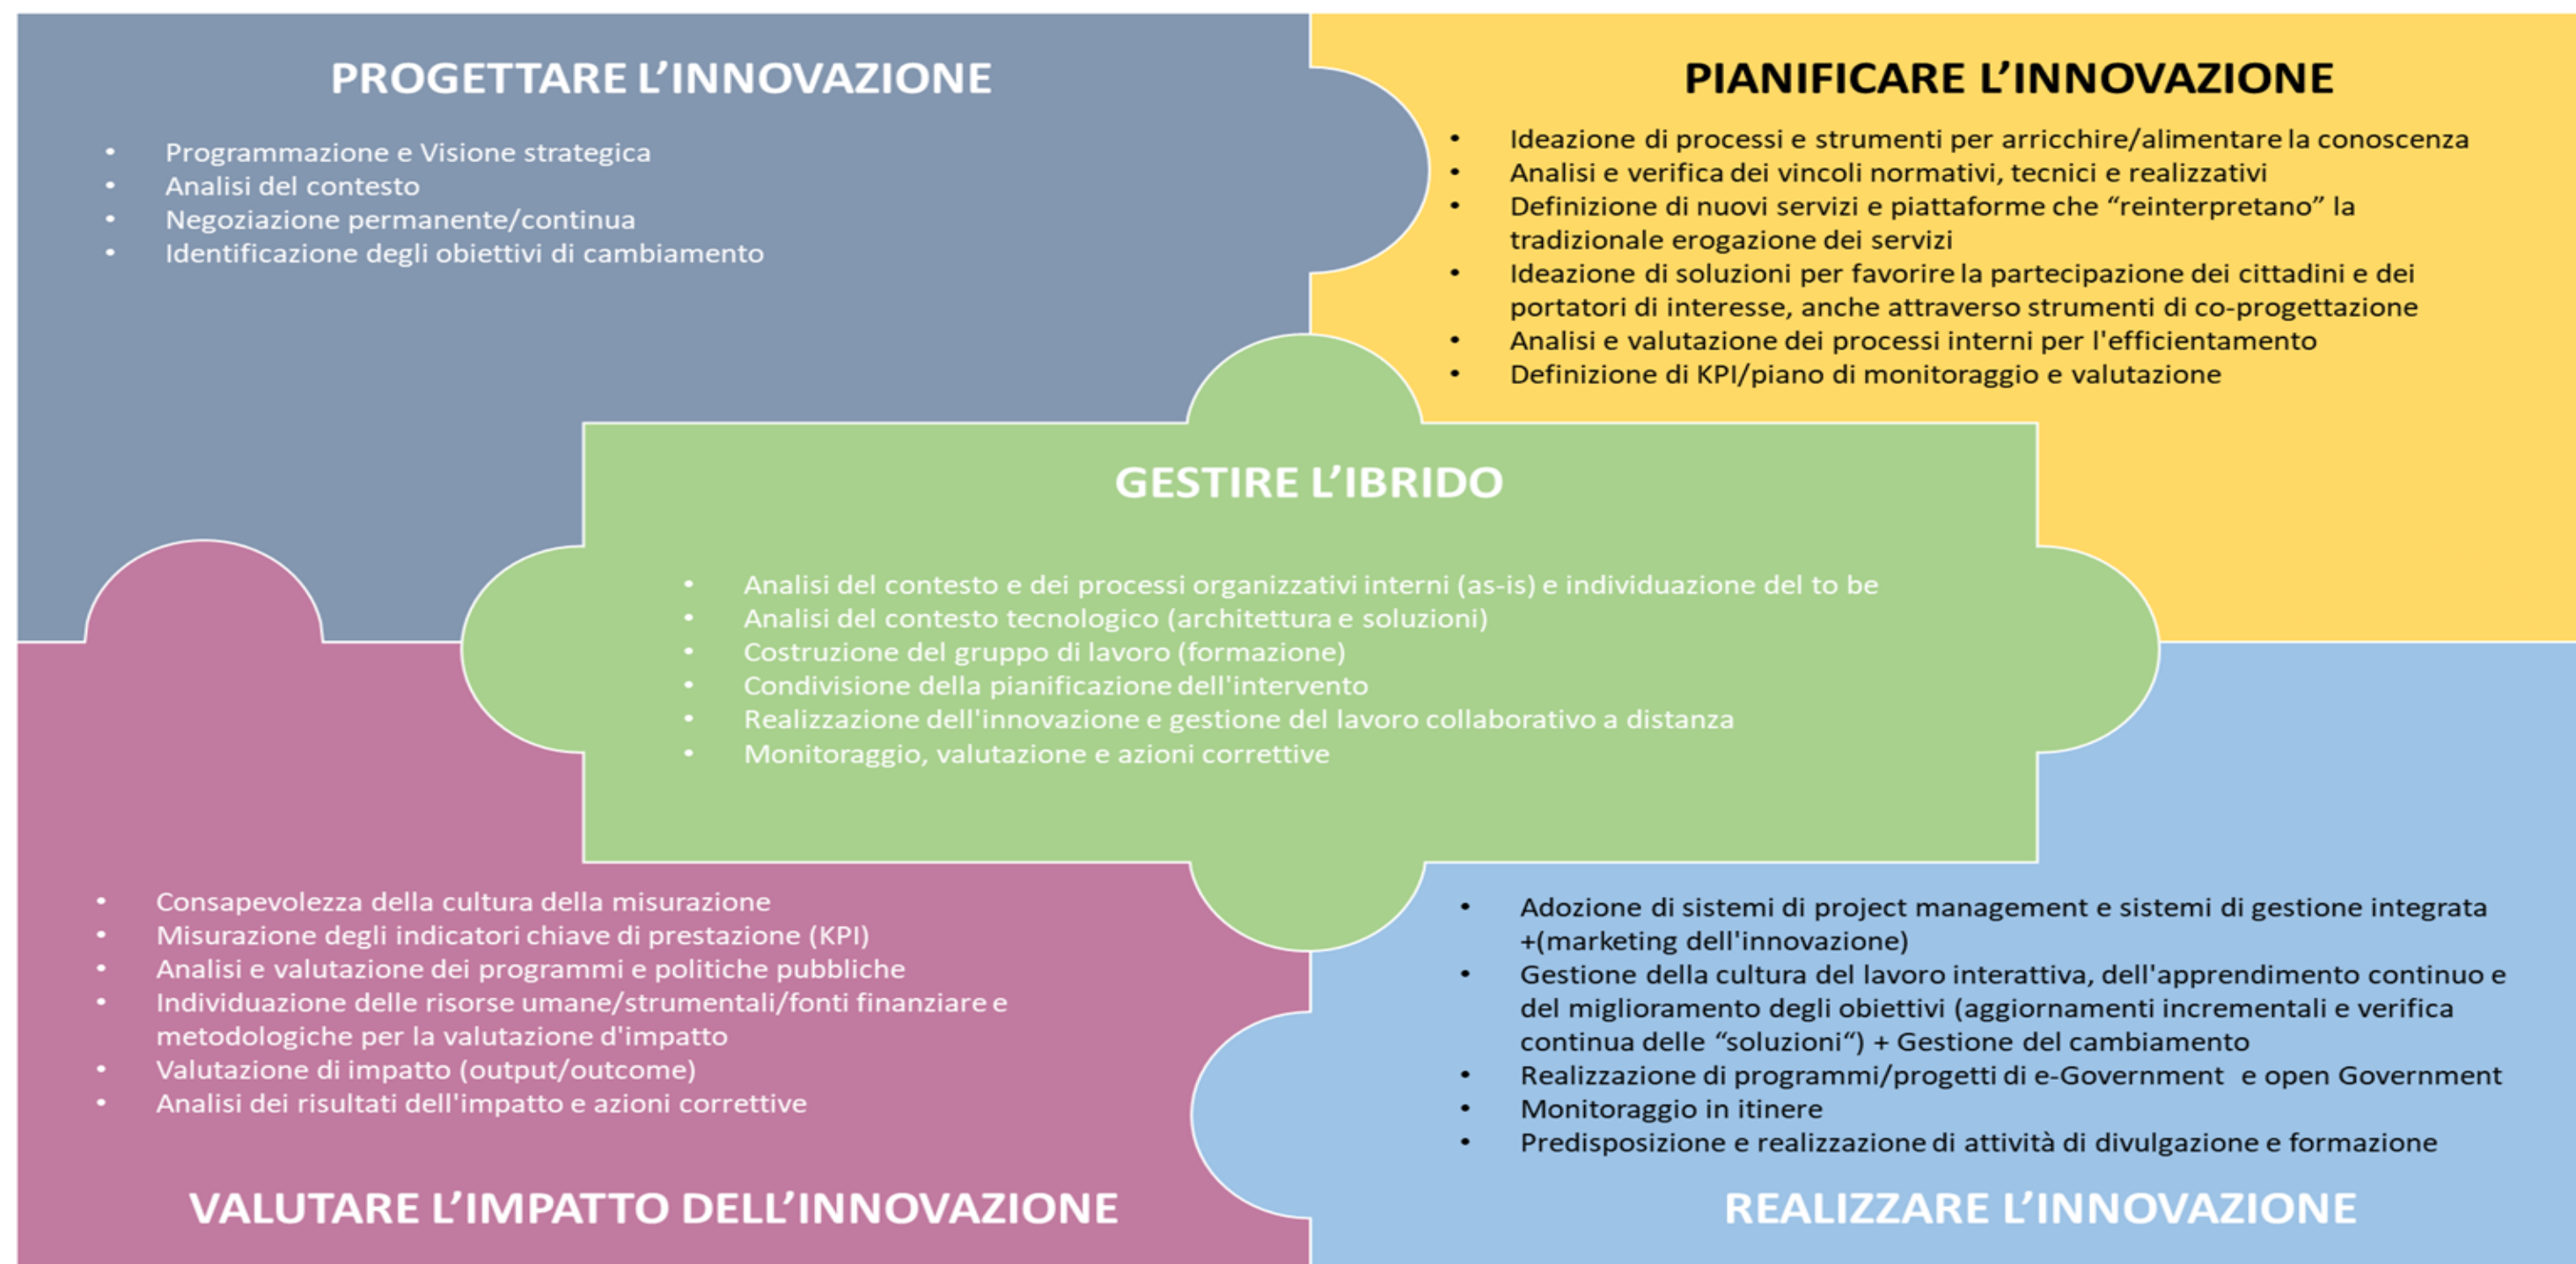 PROGETTARE L’INNOVAZIONE
• Programmazione e Visione strategica
• Analisi del contesto
• Negoziazione permanente/continua
• Identificazione degli obiettivi di cambiamento
PIANIFICARE L’INNOVAZIONE
• Ideazione di processi e strumenti per arricchire/alimentare la conoscenza
• Analisi e verifica dei vincoli normativi, tecnici e realizzativi
• Definizione di nuovi servizi e piattaforme che “reinterpretano” la
tradizionale erogazione dei servizi
• Ideazione di soluzioni per favorire la partecipazione dei cittadini e dei
portatori di interesse, anche attraverso strumenti di co-progettazione
• Analisi e valutazione dei processi interni per l'efficientamento
• Definizione di KPI/piano di monitoraggio e valutazione
GESTIRE L’IBRIDO
• Analisi del contesto e dei processi organizzativi interni (as-is) e individuazione del to be
• Analisi del contesto tecnologico (architettura e soluzioni)
• Costruzione del gruppo di lavoro (formazione)
• Condivisione della pianificazione dell'intervento
• Realizzazione dell'innovazione e gestione del lavoro collaborativo a distanza
• Monitoraggio, valutazione e azioni correttive
• Consapevolezza della cultura della misurazione
• Misurazione degli indicatori chiave di prestazione (KPI)
• Analisi e valutazione dei programmi e politiche pubbliche
• Individuazione delle risorse umane/strumentali/fonti finanziare e
metodologiche per la valutazione d'impatto
• Valutazione di impatto (output/outcome)
• Analisi dei risultati dell'impatto e azioni correttive
VALUTARE L’IMPATTO DELL’INNOVAZIONE
• Adozione di sistemi di project management e sistemi di gestione integrata
+(marketing dell'innovazione)
• Gestione della cultura del lavoro interattiva, dell'apprendimento continuo e
del miglioramento degli obiettivi (aggiornamenti incrementali e verifica
continua delle “soluzioni“) + Gestione del cambiamento
• Realizzazione di programmi/progetti di e-Government e open Government
• Monitoraggio in itinere
• Predisposizione e realizzazione di attività di divulgazione e formazione
REALIZZARE L’INNOVAZIONE